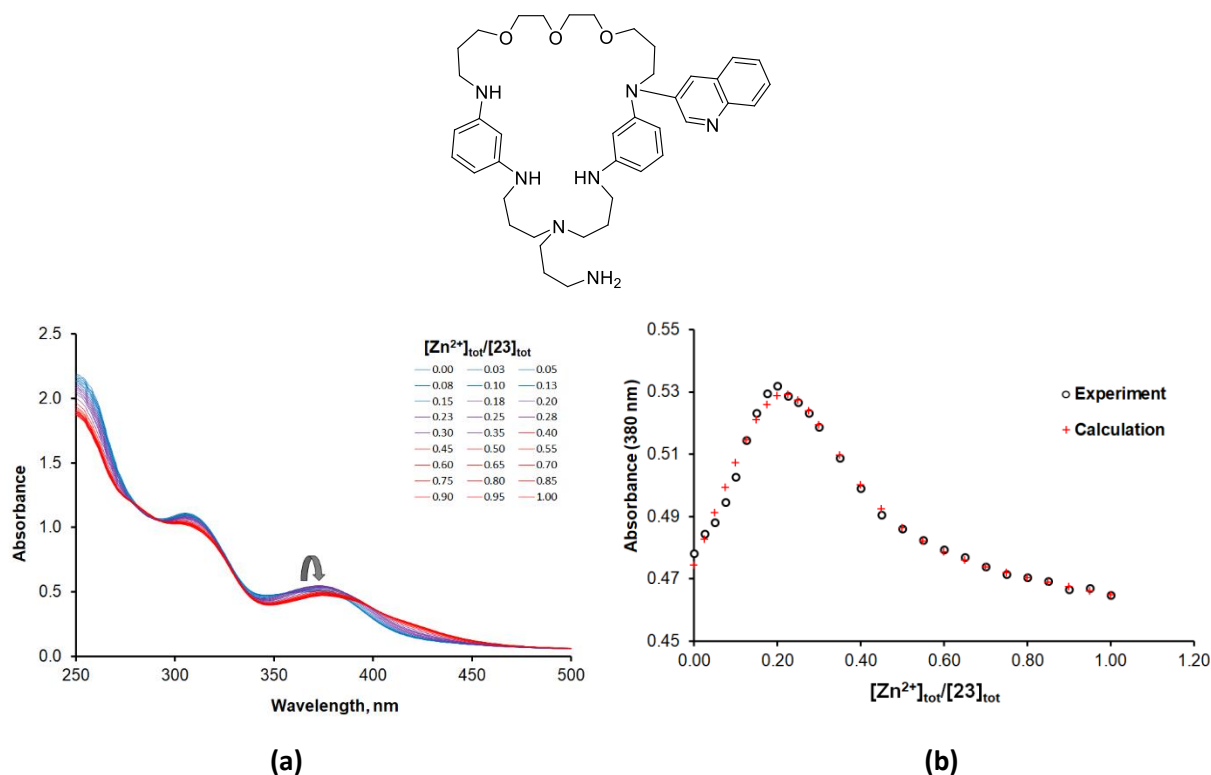 O O O
NH N
N
NH HN
N
NH₂
[Zn²⁺]tot/[23]tot
0.00 0.03 0.05
0.08 0.10 0.13
0.15 0.18 0.20
0.23 0.25 0.28
0.30 0.35 0.40
0.45 0.50 0.55
0.60 0.65 0.70
0.75 0.80 0.85
0.90 0.95 1.00
2.5
2.0
1.5
1.0
0.5
0.0
Absorbance
250 300 350 400 450 500
Wavelength, nm
(a)
0.55
0.53
0.51
0.49
0.47
0.45
Absorbance (380 nm)
Experiment
Calculation
0.00 0.20 0.40 0.60 0.80 1.00 1.20
[Zn²⁺]tot/[23]tot
(b)